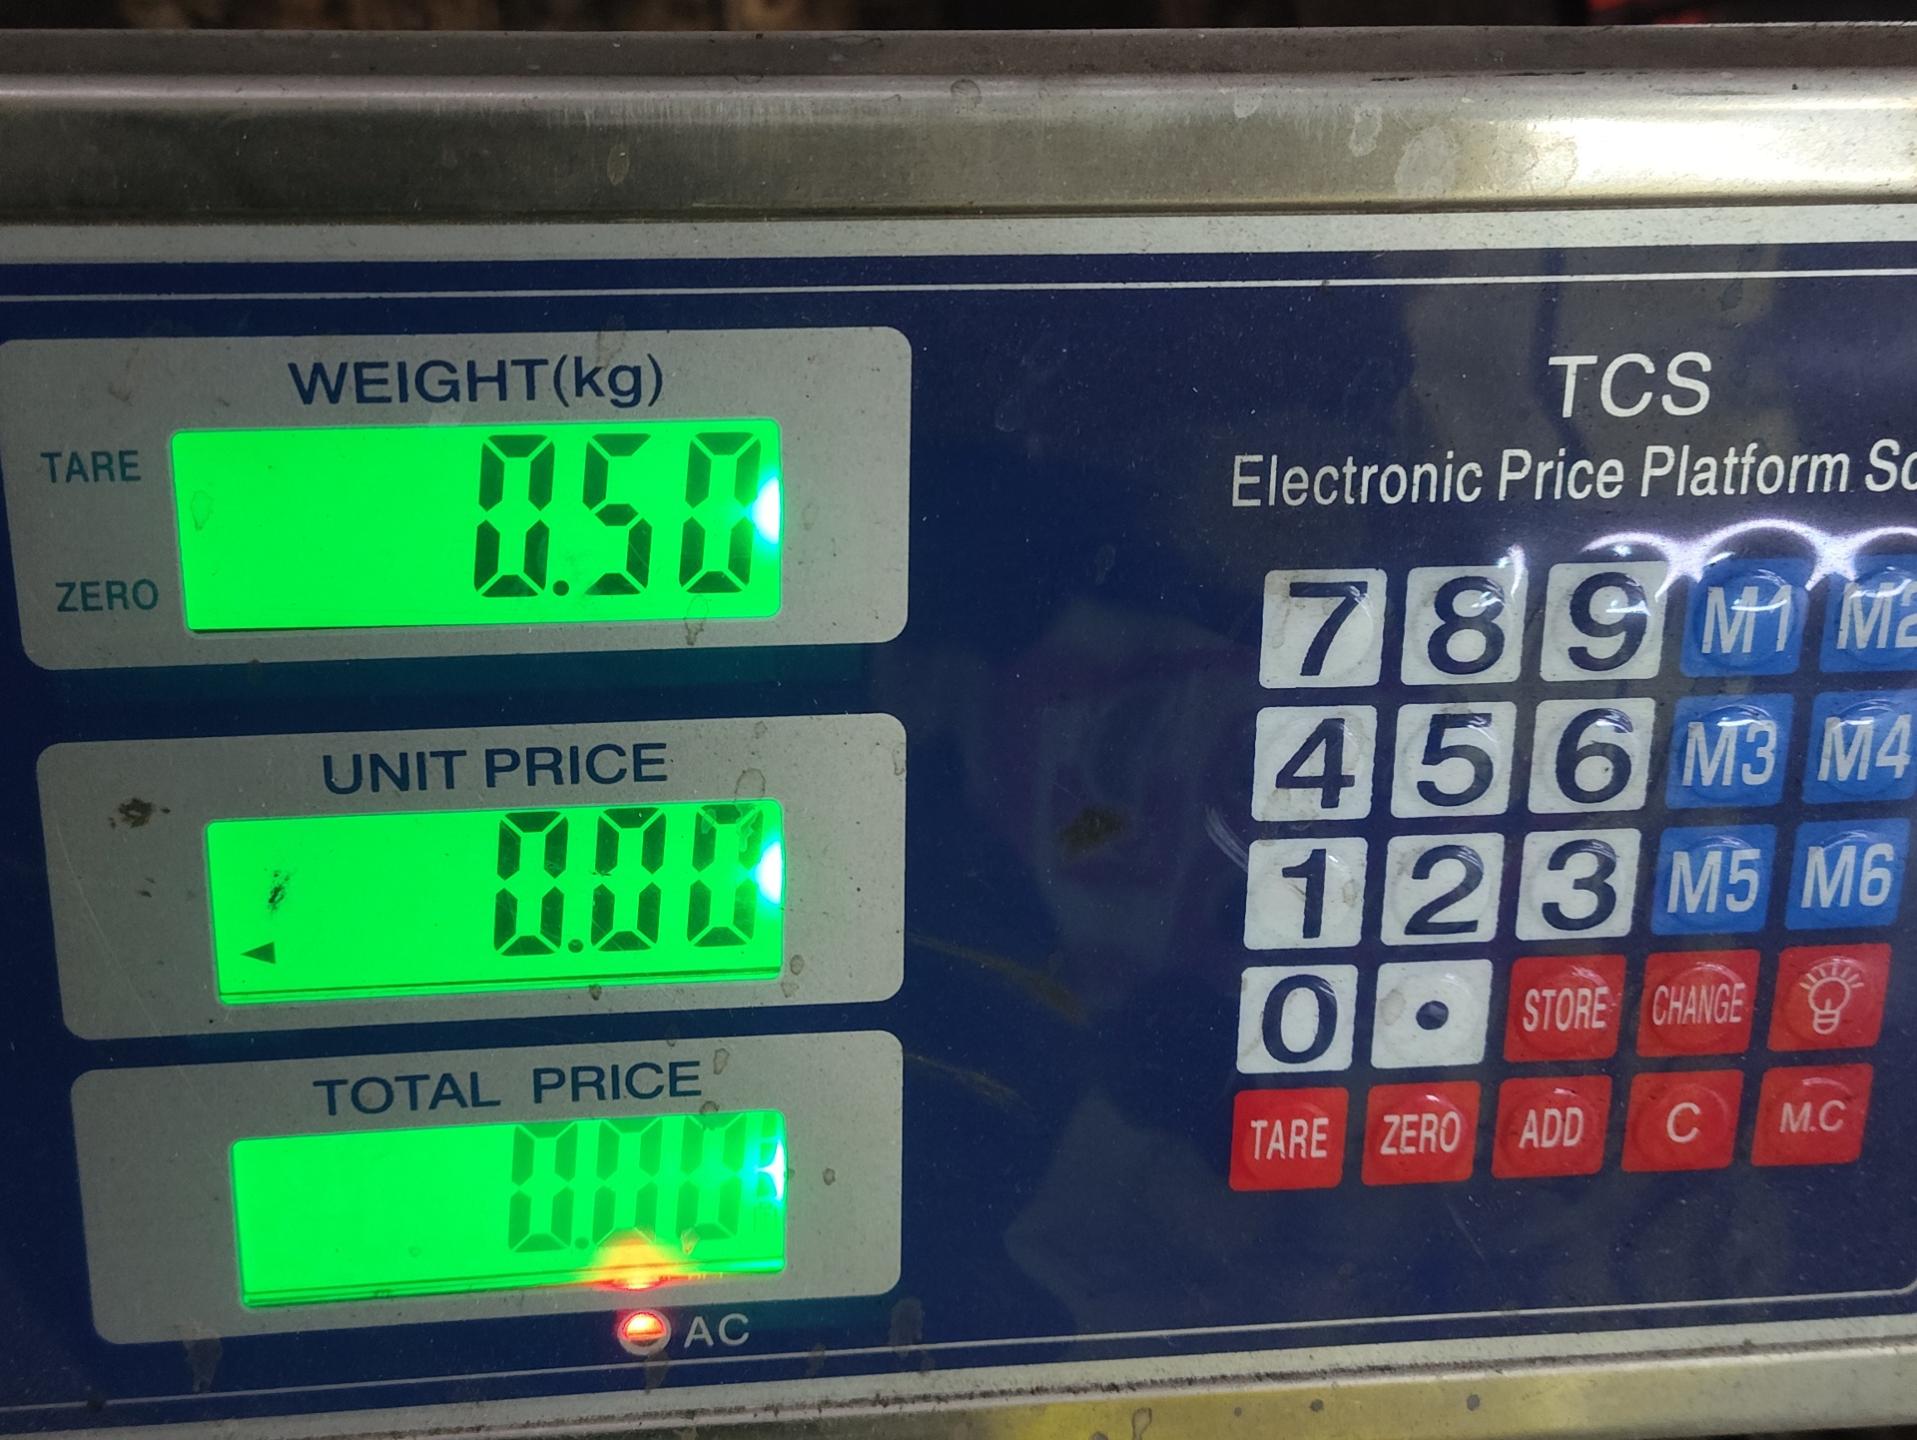 WEIGHT(kg)
TARE
0.50
ZERO
UNIT PRICE
0.00
TOTAL PRICE
0.00
AC
TCS
Electronic Price Platform Sc
7 8 9 M1 M2
4 5 6 M3 M4
1 2 3 M5 M6
0 . STORE CHANGE
TARE ZERO ADD C M.C